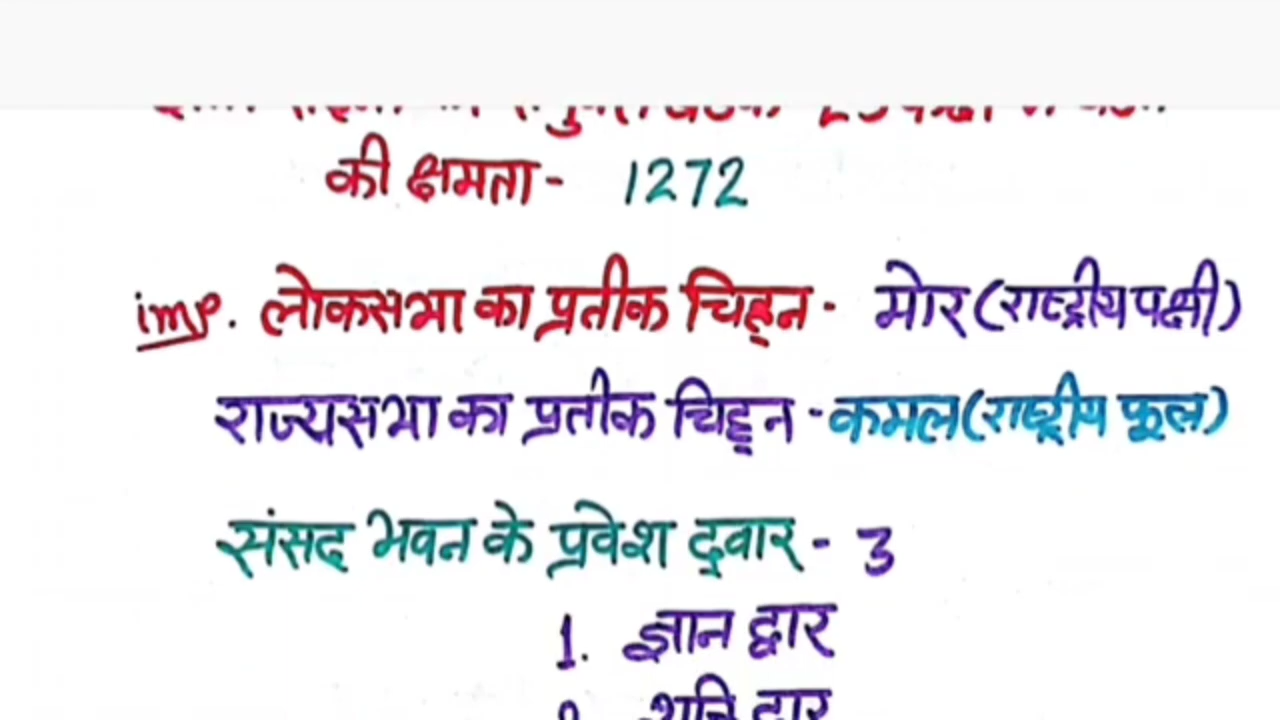 की क्षमता - 1272
imp. लोकसभा का प्रतीक चिह्न - मोर (राष्ट्रीय पक्षी)
राज्यसभा का प्रतीक चिह्न - कमल (राष्ट्रीय फूल)
संसद भवन के प्रवेश द्वार - 3
1. ज्ञान द्वार